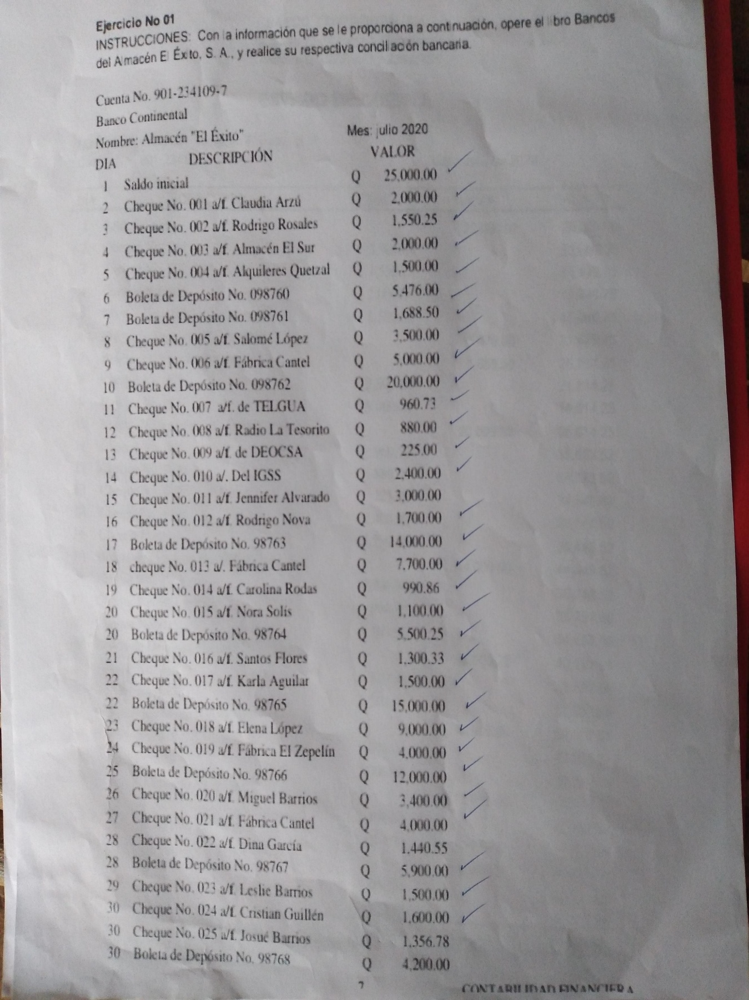 Ejercicio No 01
INSTRUCCIONES: Con la información que se le proporciona a continuación, opere el libro Bancos
del Almacén El Éxito, S. A., y realice su respectiva conciliación bancaria.
Cuenta No. 901-234109-7
Banco Continental
Nombre: Almacén "El Éxito" Mes: julio 2020
DIA DESCRIPCIÓN VALOR
1 Saldo inicial Q 25,000.00
2 Cheque No. 001 a/f. Claudia Arzú Q 2,000.00
3 Cheque No. 002 a/f. Rodrigo Rosales Q 1,550.25
4 Cheque No. 003 a/f. Almacén El Sur Q 2,000.00
5 Cheque No. 004 a/f. Alquileres Quetzal Q 1,500.00
6 Boleta de Depósito No. 098760 Q 5,476.00
7 Boleta de Depósito No. 098761 Q 1,688.50
8 Cheque No. 005 a/f. Salomé López Q 3,500.00
9 Cheque No. 006 a/f. Fábrica Cantel Q 5,000.00
10 Boleta de Depósito No. 098762 Q 20,000.00
11 Cheque No. 007 a/f. de TELGUA Q 960.73
12 Cheque No. 008 a/f. Radio La Tesorito Q 880.00
13 Cheque No. 009 a/f. de DEOCSA Q 225.00
14 Cheque No. 010 a/. Del IGSS Q 2,400.00
15 Cheque No. 011 a/f. Jennifer Alvarado Q 3,000.00
16 Cheque No. 012 a/f. Rodrigo Nova Q 1,700.00
17 Boleta de Depósito No. 98763 Q 14,000.00
18 cheque No. 013 a/. Fábrica Cantel Q 7,700.00
19 Cheque No. 014 a/f. Carolina Rodas Q 990.86
20 Cheque No. 015 a/f. Nora Solis Q 1,100.00
20 Boleta de Depósito No. 98764 Q 5,500.25
21 Cheque No. 016 a/f. Santos Flores Q 1,300.33
22 Cheque No. 017 a/f. Karla Aguilar Q 1,500.00
22 Boleta de Depósito No. 98765 Q 15,000.00
23 Cheque No. 018 a/f. Elena López Q 9,000.00
24 Cheque No. 019 a/f. Fábrica El Zepelín Q 4,000.00
25 Boleta de Depósito No. 98766 Q 12,000.00
26 Cheque No. 020 a/f. Miguel Barrios Q 3,400.00
27 Cheque No. 021 a/f. Fábrica Cantel Q 4,000.00
28 Cheque No. 022 a/f. Dina García Q 1,440.55
28 Boleta de Depósito No. 98767 Q 5,900.00
29 Cheque No. 023 a/f. Leslie Barrios Q 1,500.00
30 Cheque No. 024 a/f. Cristian Guillén Q 1,600.00
30 Cheque No. 025 a/f. Josué Barrios Q 1,356.78
30 Boleta de Depósito No. 98768 Q 4,200.00
CONTABILIDAD FINANCIERA